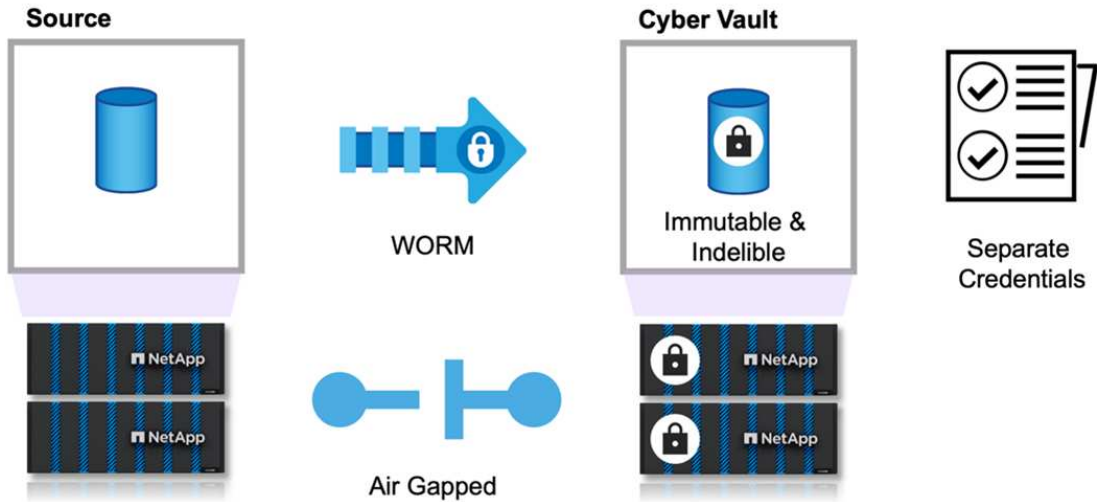 Source
Cyber Vault
WORM
Immutable &
Indelible
Separate
Credentials
NetApp
NetApp
NetApp
NetApp
Air Gapped